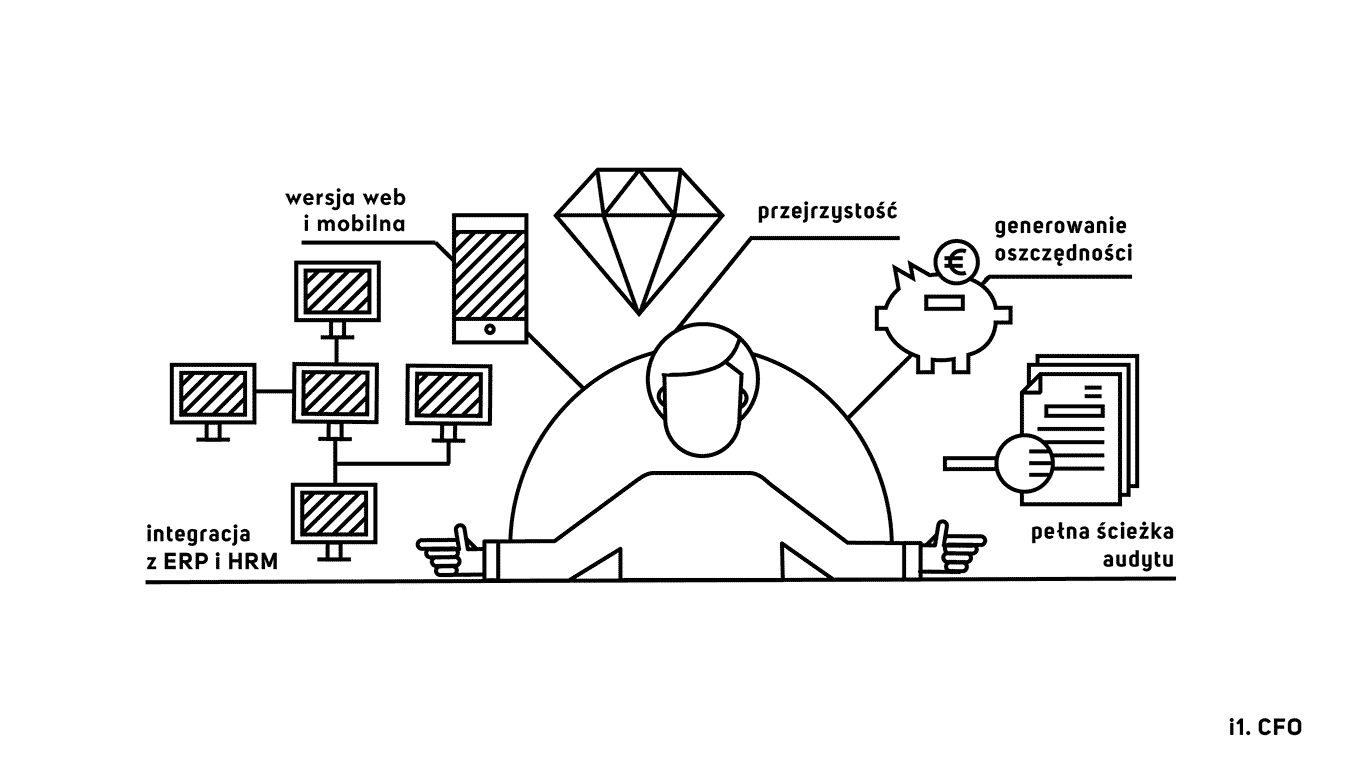 wersja web
i mobilna
przejrzystość
generowanie
oszczędności
€
integracja
z ERP i HRM
pełna ścieżka
audytu
i1. CFO